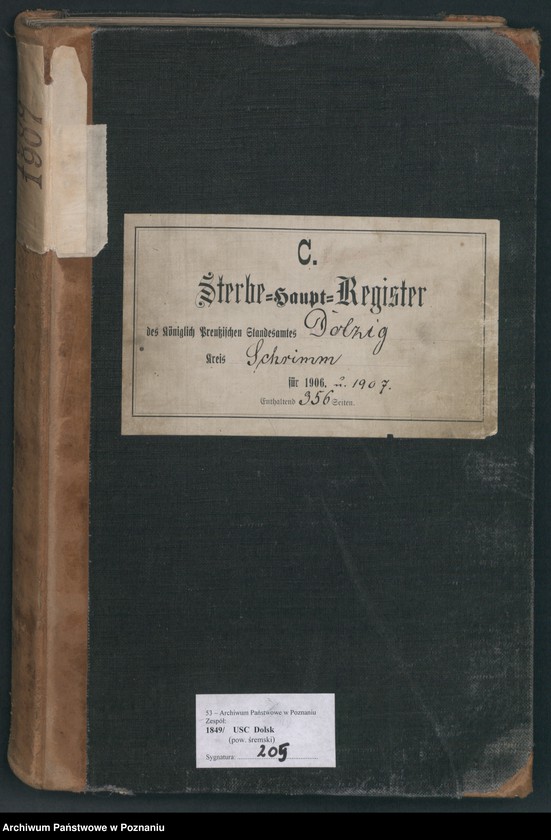 1907
C.
Sterbe=Haupt=Register
des Königlich Preußischen Standesamtes Dolzig
Kreis Schrimm
für 1906. u. 1907.
Enthaltend 356 Seiten.
53 – Archiwum Państwowe w Poznaniu
Zespół:
1849/ USC Dolsk
(pow. śremski)
Sygnatura: 205
Archiwum Państwowe w Poznaniu